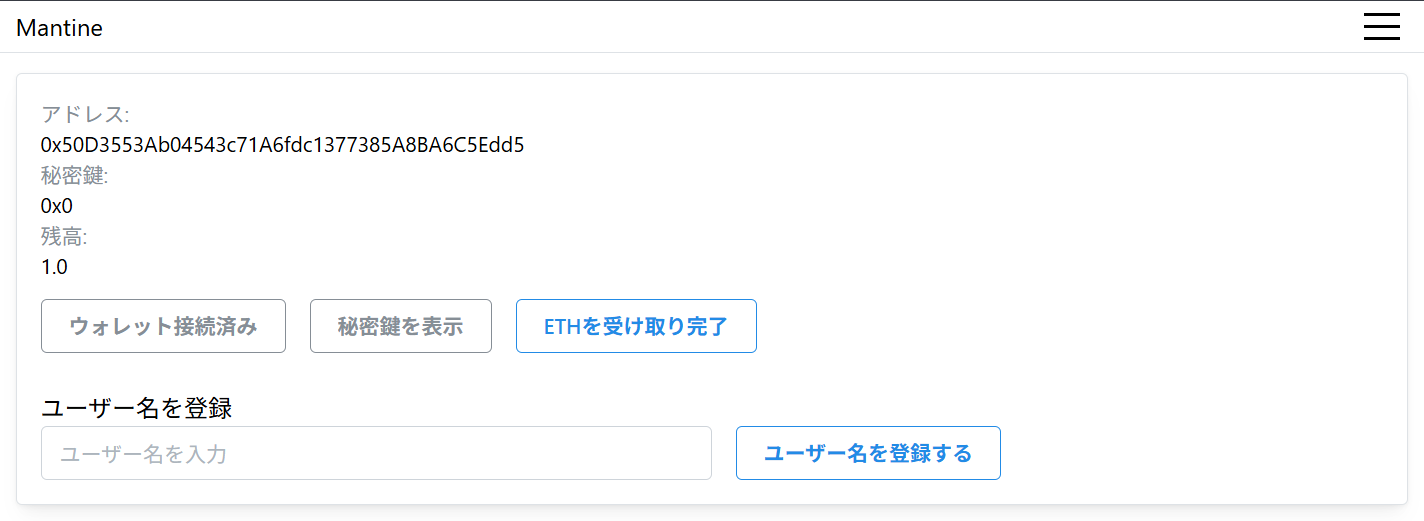 Mantine
アドレス:
0x50D3553Ab04543c71A6fdc1377385A8BA6C5Edd5
秘密鍵:
0x0
残高:
1.0
ウォレット接続済み 秘密鍵を表示 ETHを受け取り完了
ユーザー名を登録
ユーザー名を入力 ユーザー名を登録する